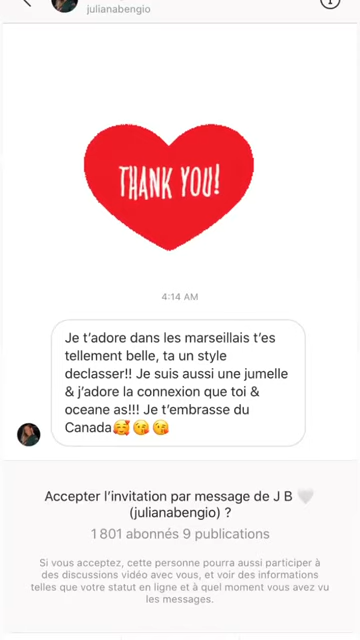 julianabengio
THANK YOU!
4:14 AM
Je t'adore dans les marseillais t'es
tellement belle, ta un style
declasser!! Je suis aussi une jumelle
& j'adore la connexion que toi &
oceane as!!! Je t'embrasse du
Canada🥰😘😘
Accepter l'invitation par message de J B 🤍
(julianabengio) ?
1 801 abonnés 9 publications
Si vous acceptez, cette personne pourra aussi participer à
des discussions vidéo avec vous, et voir des informations
telles que votre statut en ligne et à quel moment vous avez vu
les messages.